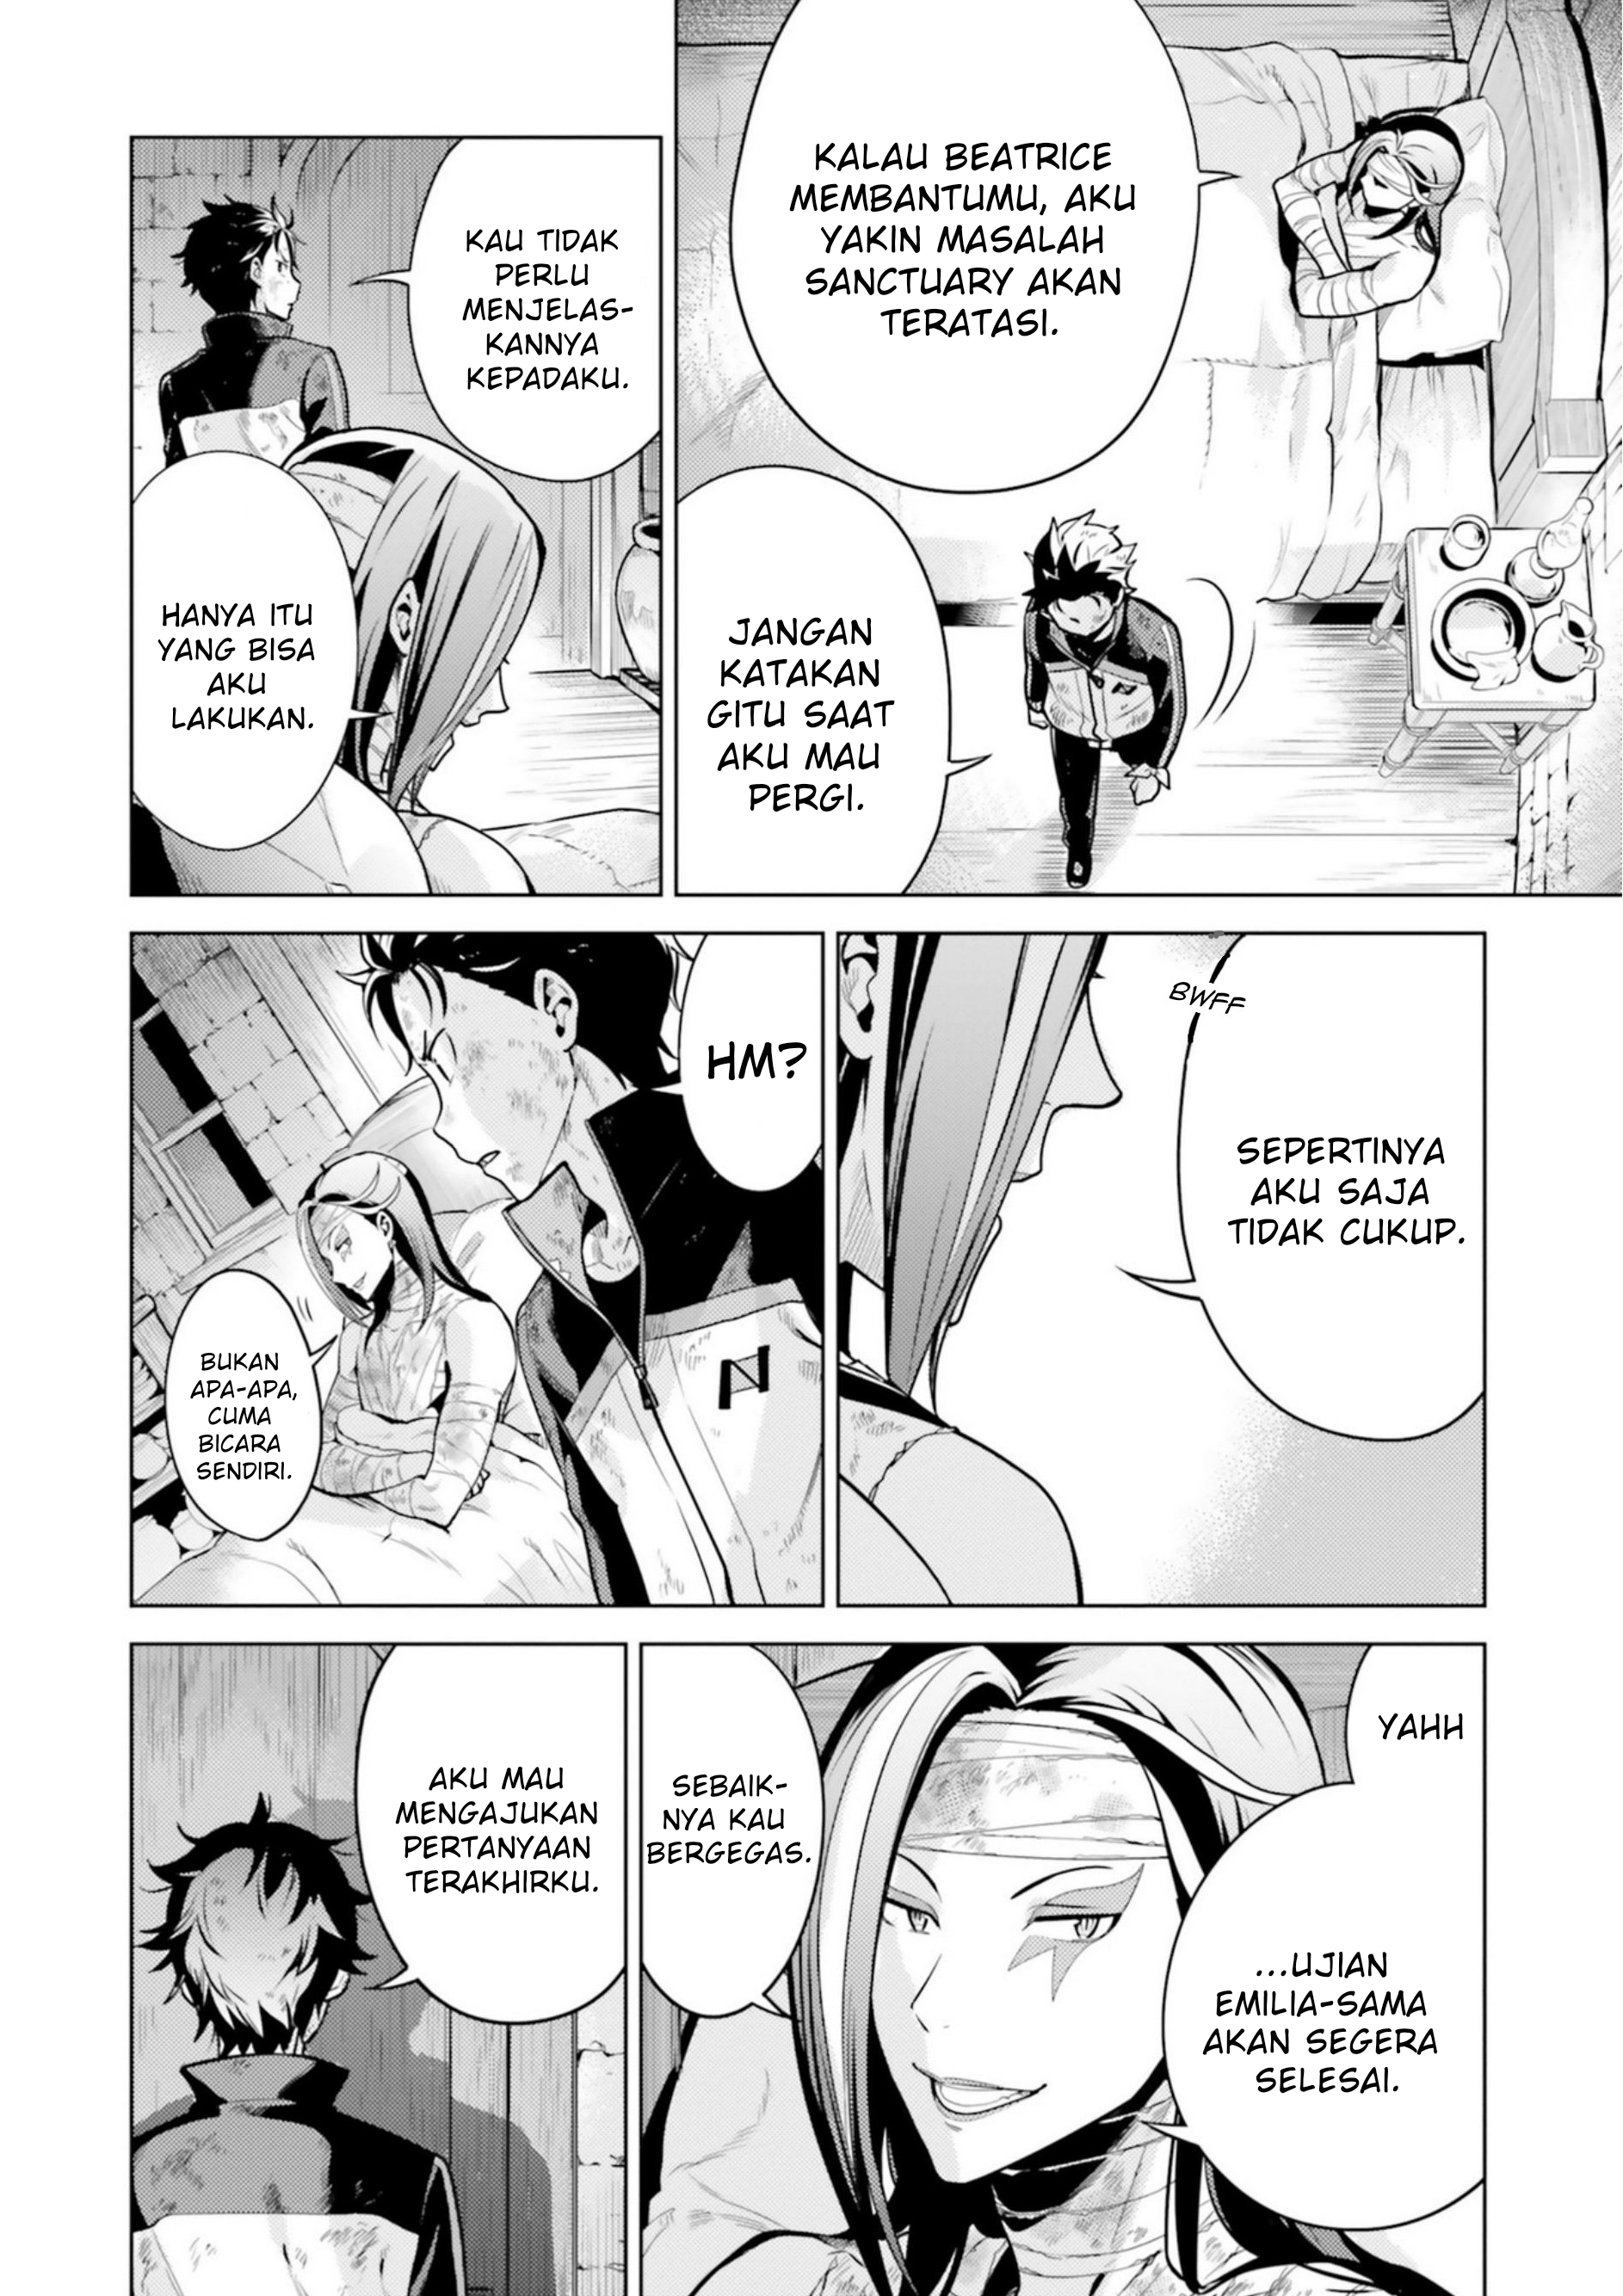 KALAU BEATRICE
MEMBANTUMU, AKU
YAKIN MASALAH
SANCTUARY AKAN
TERATASI.
JANGAN
KATAKAN
GITU SAAT
AKU MAU
PERGI.
KAU TIDAK
PERLU
MENJELAS-
KANNYA
KEPADAKU.
HANYA ITU
YANG BISA
AKU
LAKUKAN.
BWFF
SEPERTINYA
AKU SAJA
TIDAK CUKUP.
HM?
BUKAN
APA-APA,
CUMA
BICARA
SENDIRI.
YAHH
...UJIAN
EMILIA-SAMA
AKAN SEGERA
SELESAI.
SEBAIK-
NYA KAU
BERGEGAS.
AKU MAU
MENGAJUKAN
PERTANYAAN
TERAKHIRKU.